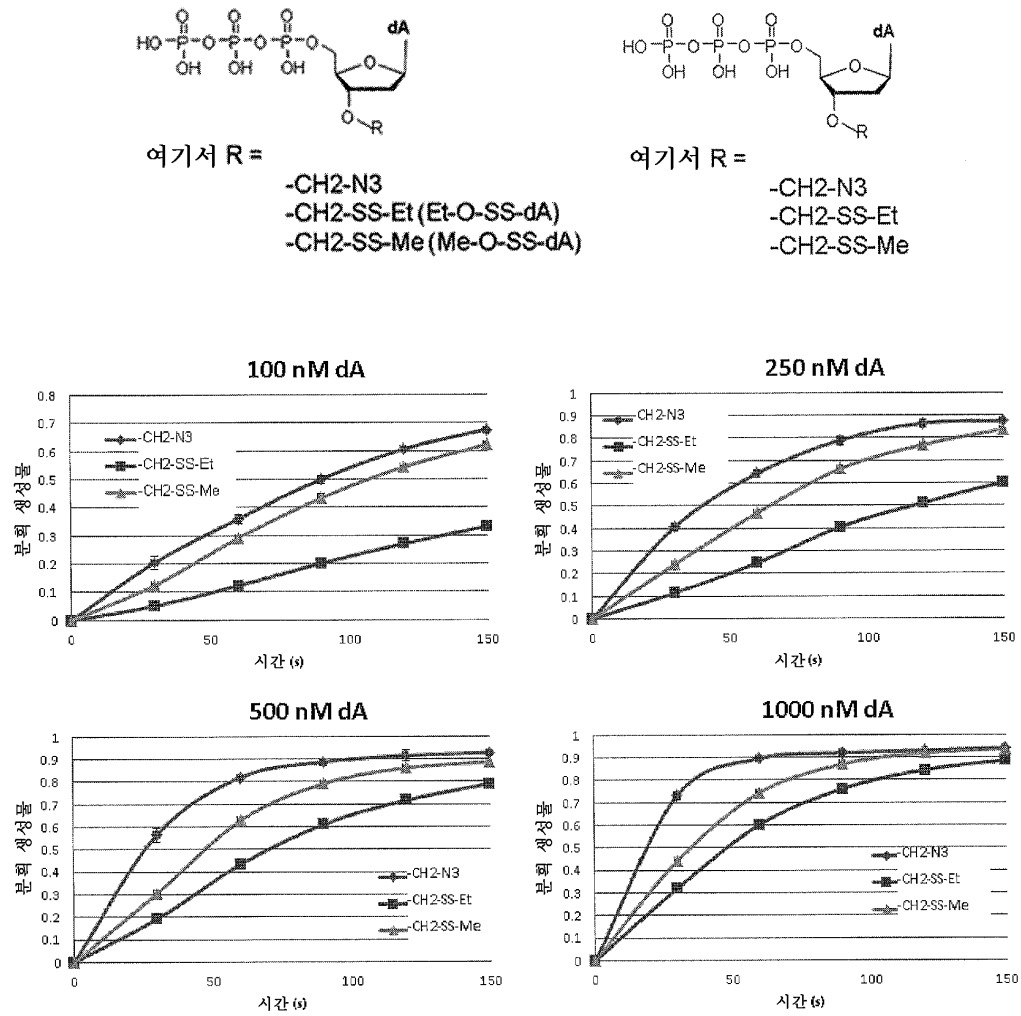 O O O dA
HO-P-O-P-O-P-O
OH OH OH
O
O
R
여기서 R =
-CH2-N3
-CH2-SS-Et (Et-O-SS-dA)
-CH2-SS-Me (Me-O-SS-dA)
O O O dA
HO-P-O-P-O-P-O
OH OH OH
O
O
R
여기서 R =
-CH2-N3
-CH2-SS-Et
-CH2-SS-Me
100 nM dA
분획 생성물
0.8
0.7
0.6
0.5
0.4
0.3
0.2
0.1
0
-CH2-N3
-CH2-SS-Et
-CH2-SS-Me
0 50 100 150
시간 (s)
250 nM dA
분획 생성물
1
0.9
0.8
0.7
0.6
0.5
0.4
0.3
0.2
0.1
0
-CH2-N3
-CH2-SS-Et
-CH2-SS-Me
0 50 100 150
시간 (s)
500 nM dA
분획 생성물
1
0.9
0.8
0.7
0.6
0.5
0.4
0.3
0.2
0.1
0
-CH2-N3
-CH2-SS-Et
-CH2-SS-Me
0 50 100 150
시간 (s)
1000 nM dA
분획 생성물
1
0.9
0.8
0.7
0.6
0.5
0.4
0.3
0.2
0.1
0
-CH2-N3
-CH2-SS-Et
-CH2-SS-Me
0 50 100 150
시간 (s)